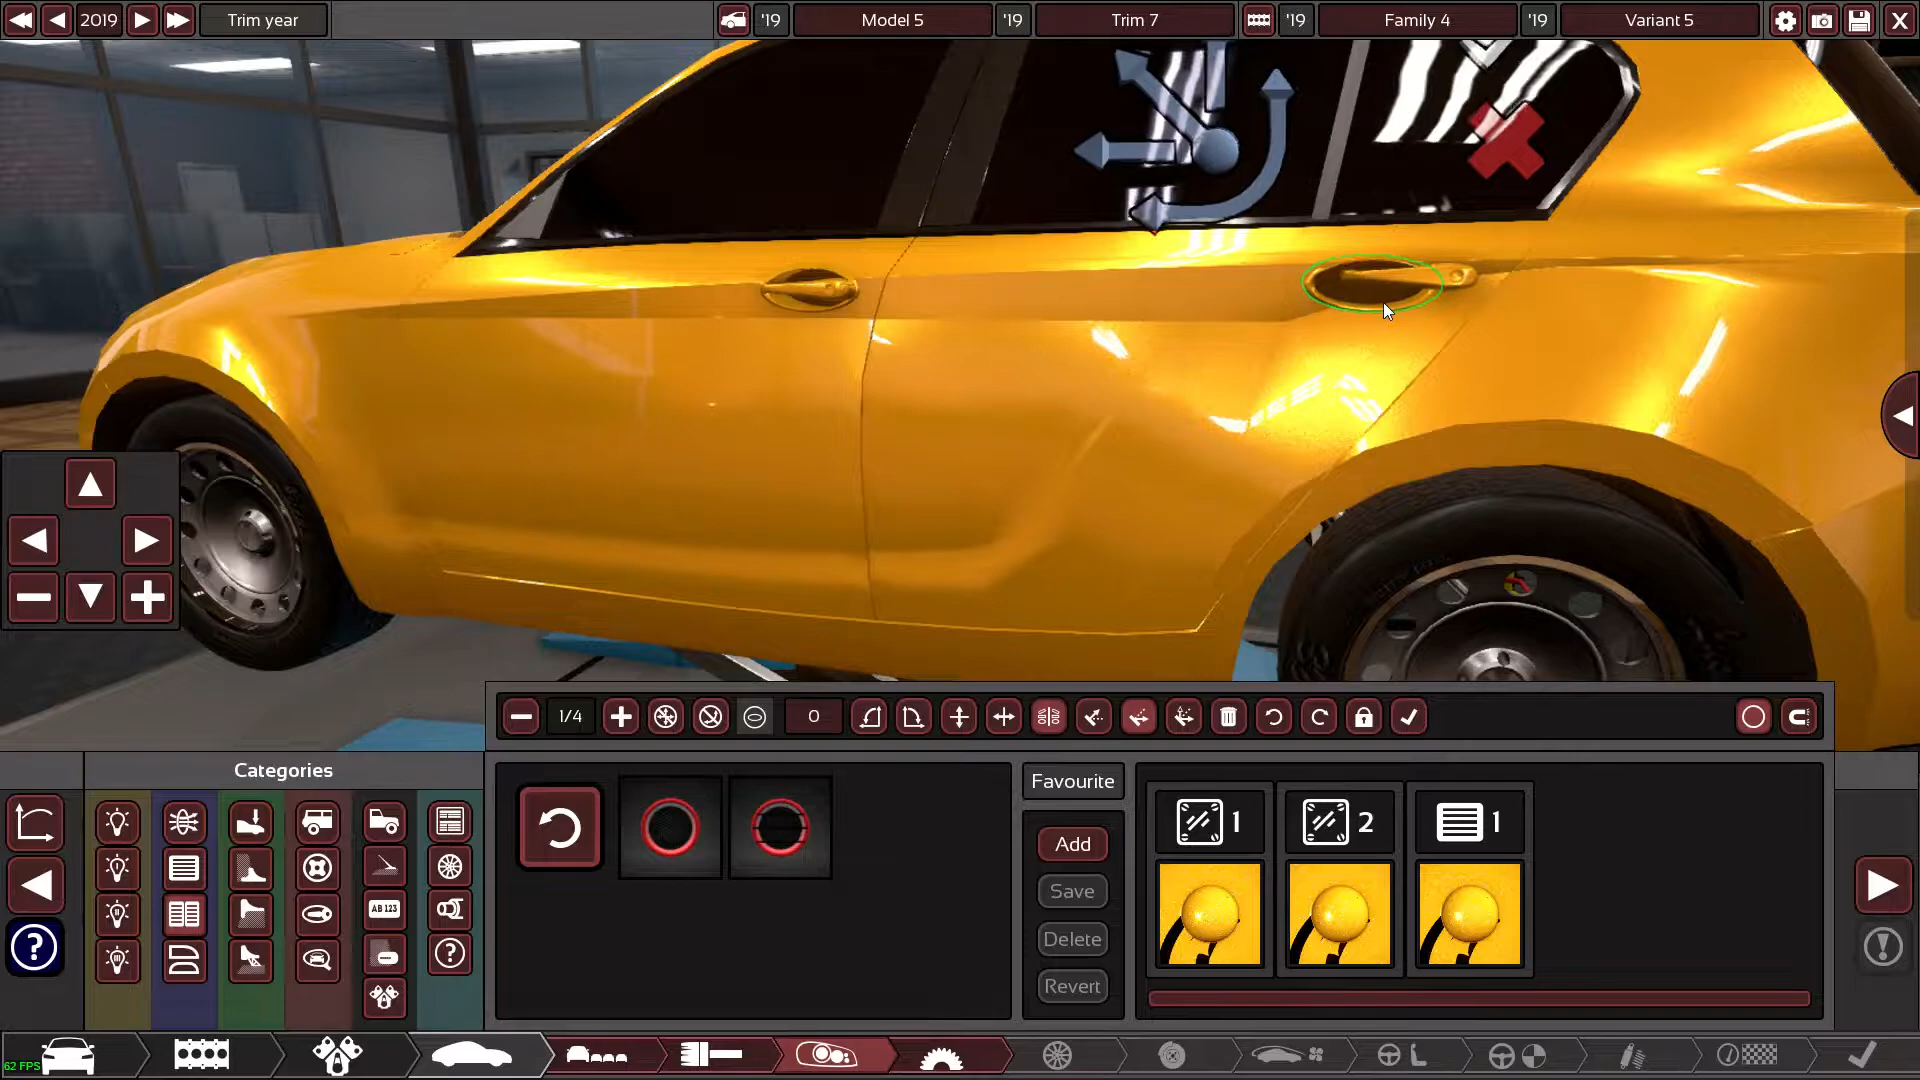 2019
Trim year
'19
Model 5
'19
Trim 7
'19
Family 4
'19
Variant 5
X
1/4
0
Categories
Favourite
Add
Save
Delete
Revert
1
2
1
AB 123
?
?
62 FPS